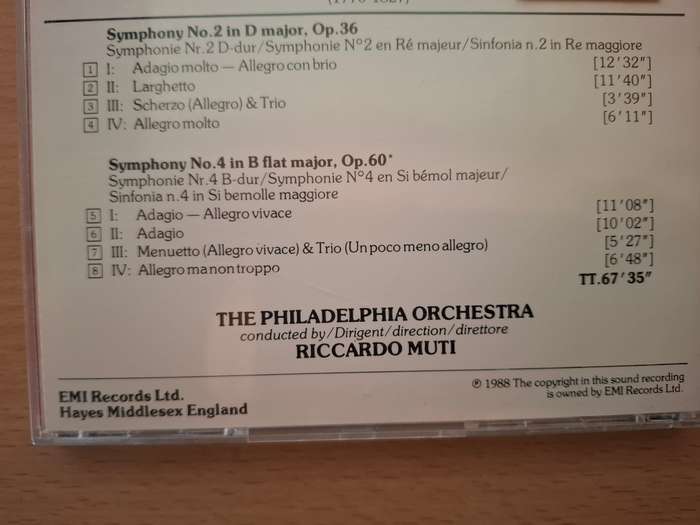 Symphony No.2 in D major, Op.36
Symphonie Nr.2 D-dur/Symphonie N°2 en Ré majeur/Sinfonia n.2 in Re maggiore
1 I: Adagio molto — Allegro con brio [12'32"]
2 II: Larghetto [11'40"]
3 III: Scherzo (Allegro) & Trio [3'39"]
4 IV: Allegro molto [6'11"]
Symphony No.4 in B flat major, Op.60*
Symphonie Nr.4 B-dur/Symphonie N°4 en Si bémol majeur/
Sinfonia n.4 in Si bemolle maggiore
5 I: Adagio — Allegro vivace [11'08"]
6 II: Adagio [10'02"]
7 III: Menuetto (Allegro vivace) & Trio (Un poco meno allegro) [5'27"]
8 IV: Allegro ma non troppo [6'48"]
TT.67'35"
THE PHILADELPHIA ORCHESTRA
conducted by/Dirigent/direction/direttore
RICCARDO MUTI
EMI Records Ltd.
Hayes Middlesex England
℗ 1988 The copyright in this sound recording
is owned by EMI Records Ltd.